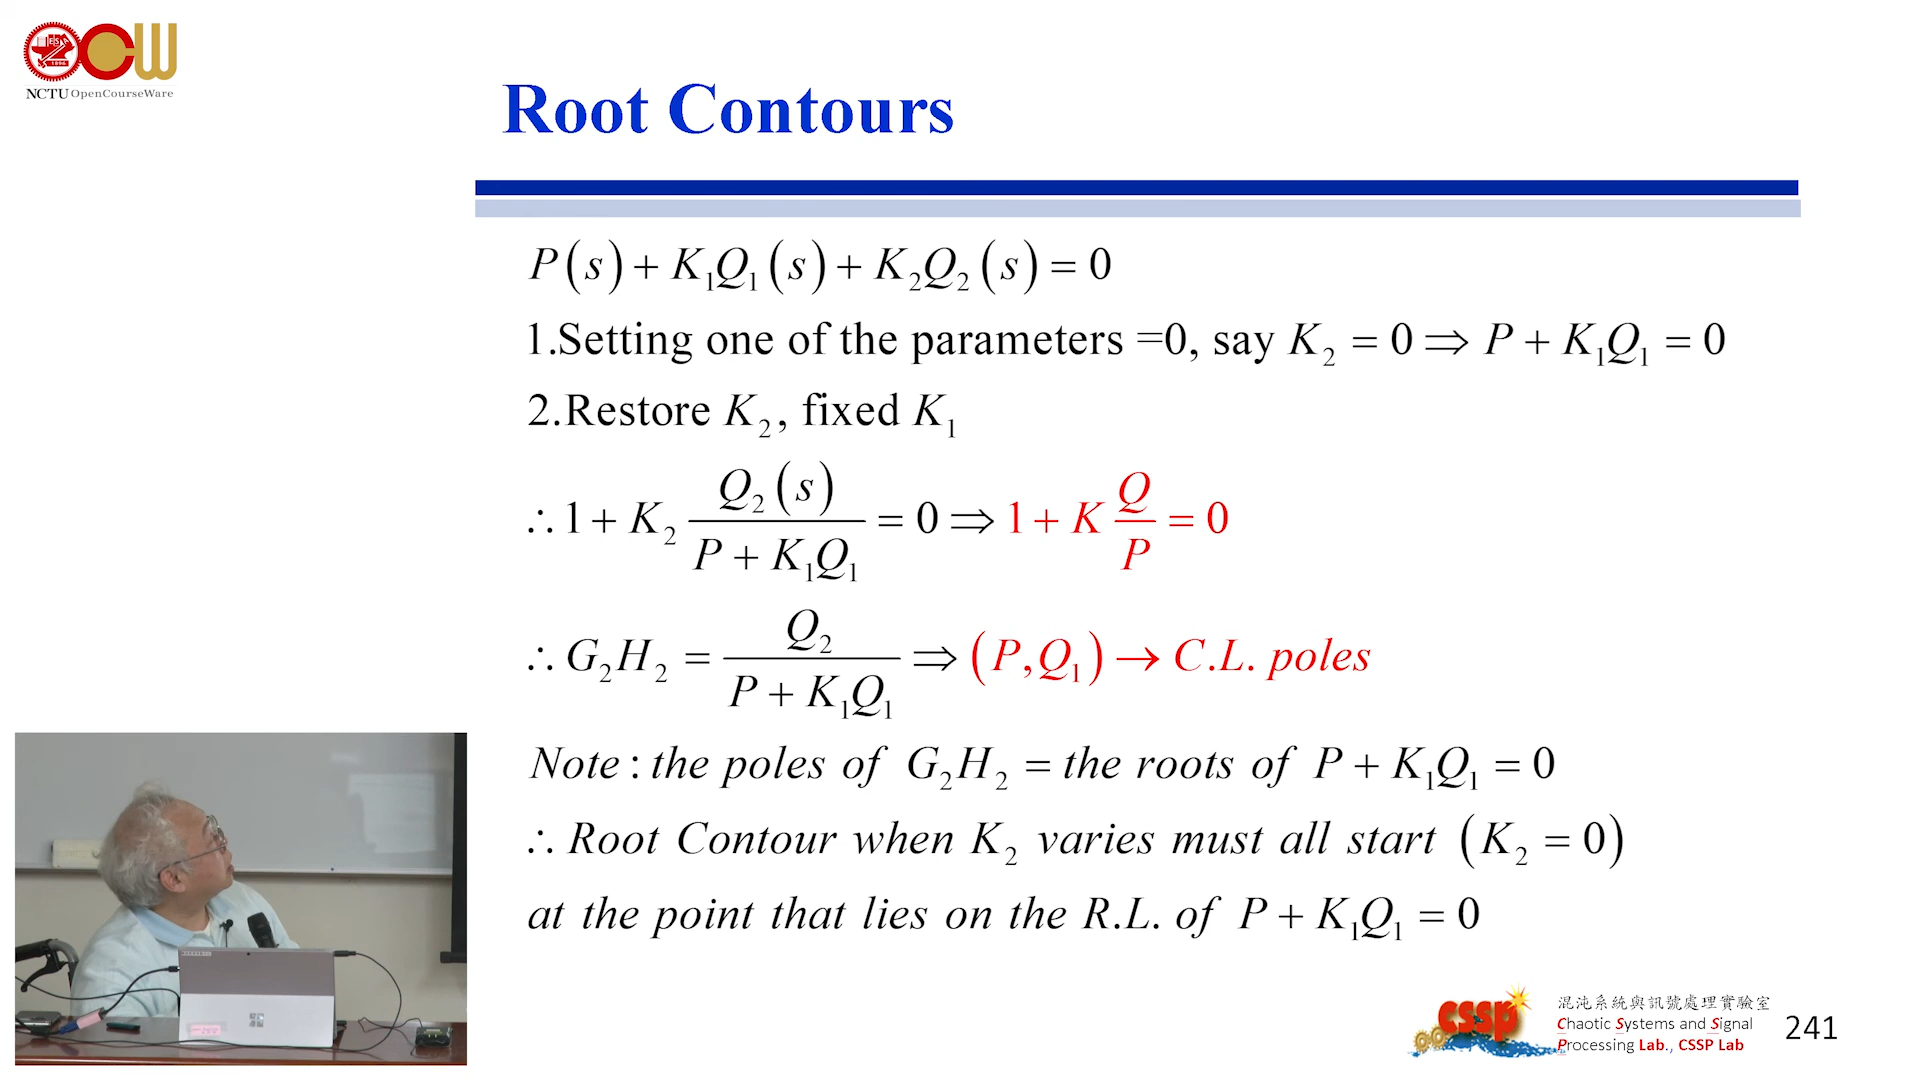 NCTU OpenCourseWare
Root Contours
P(s) + K₁Q₁(s) + K₂Q₂(s) = 0
1.Setting one of the parameters =0, say K₂ = 0 ⇒ P + K₁Q₁ = 0
2.Restore K₂, fixed K₁
∴ 1 + K₂ Q₂(s) / (P + K₁Q₁) = 0 ⇒ 1 + K Q/P = 0
∴ G₂H₂ = Q₂ / (P + K₁Q₁) ⇒ (P, Q₁) → C.L. poles
Note : the poles of G₂H₂ = the roots of P + K₁Q₁ = 0
∴ Root Contour when K₂ varies must all start (K₂ = 0)
at the point that lies on the R.L. of P + K₁Q₁ = 0
cssp
混沌系統與訊號處理實驗室
Chaotic Systems and Signal
Processing Lab., CSSP Lab
241